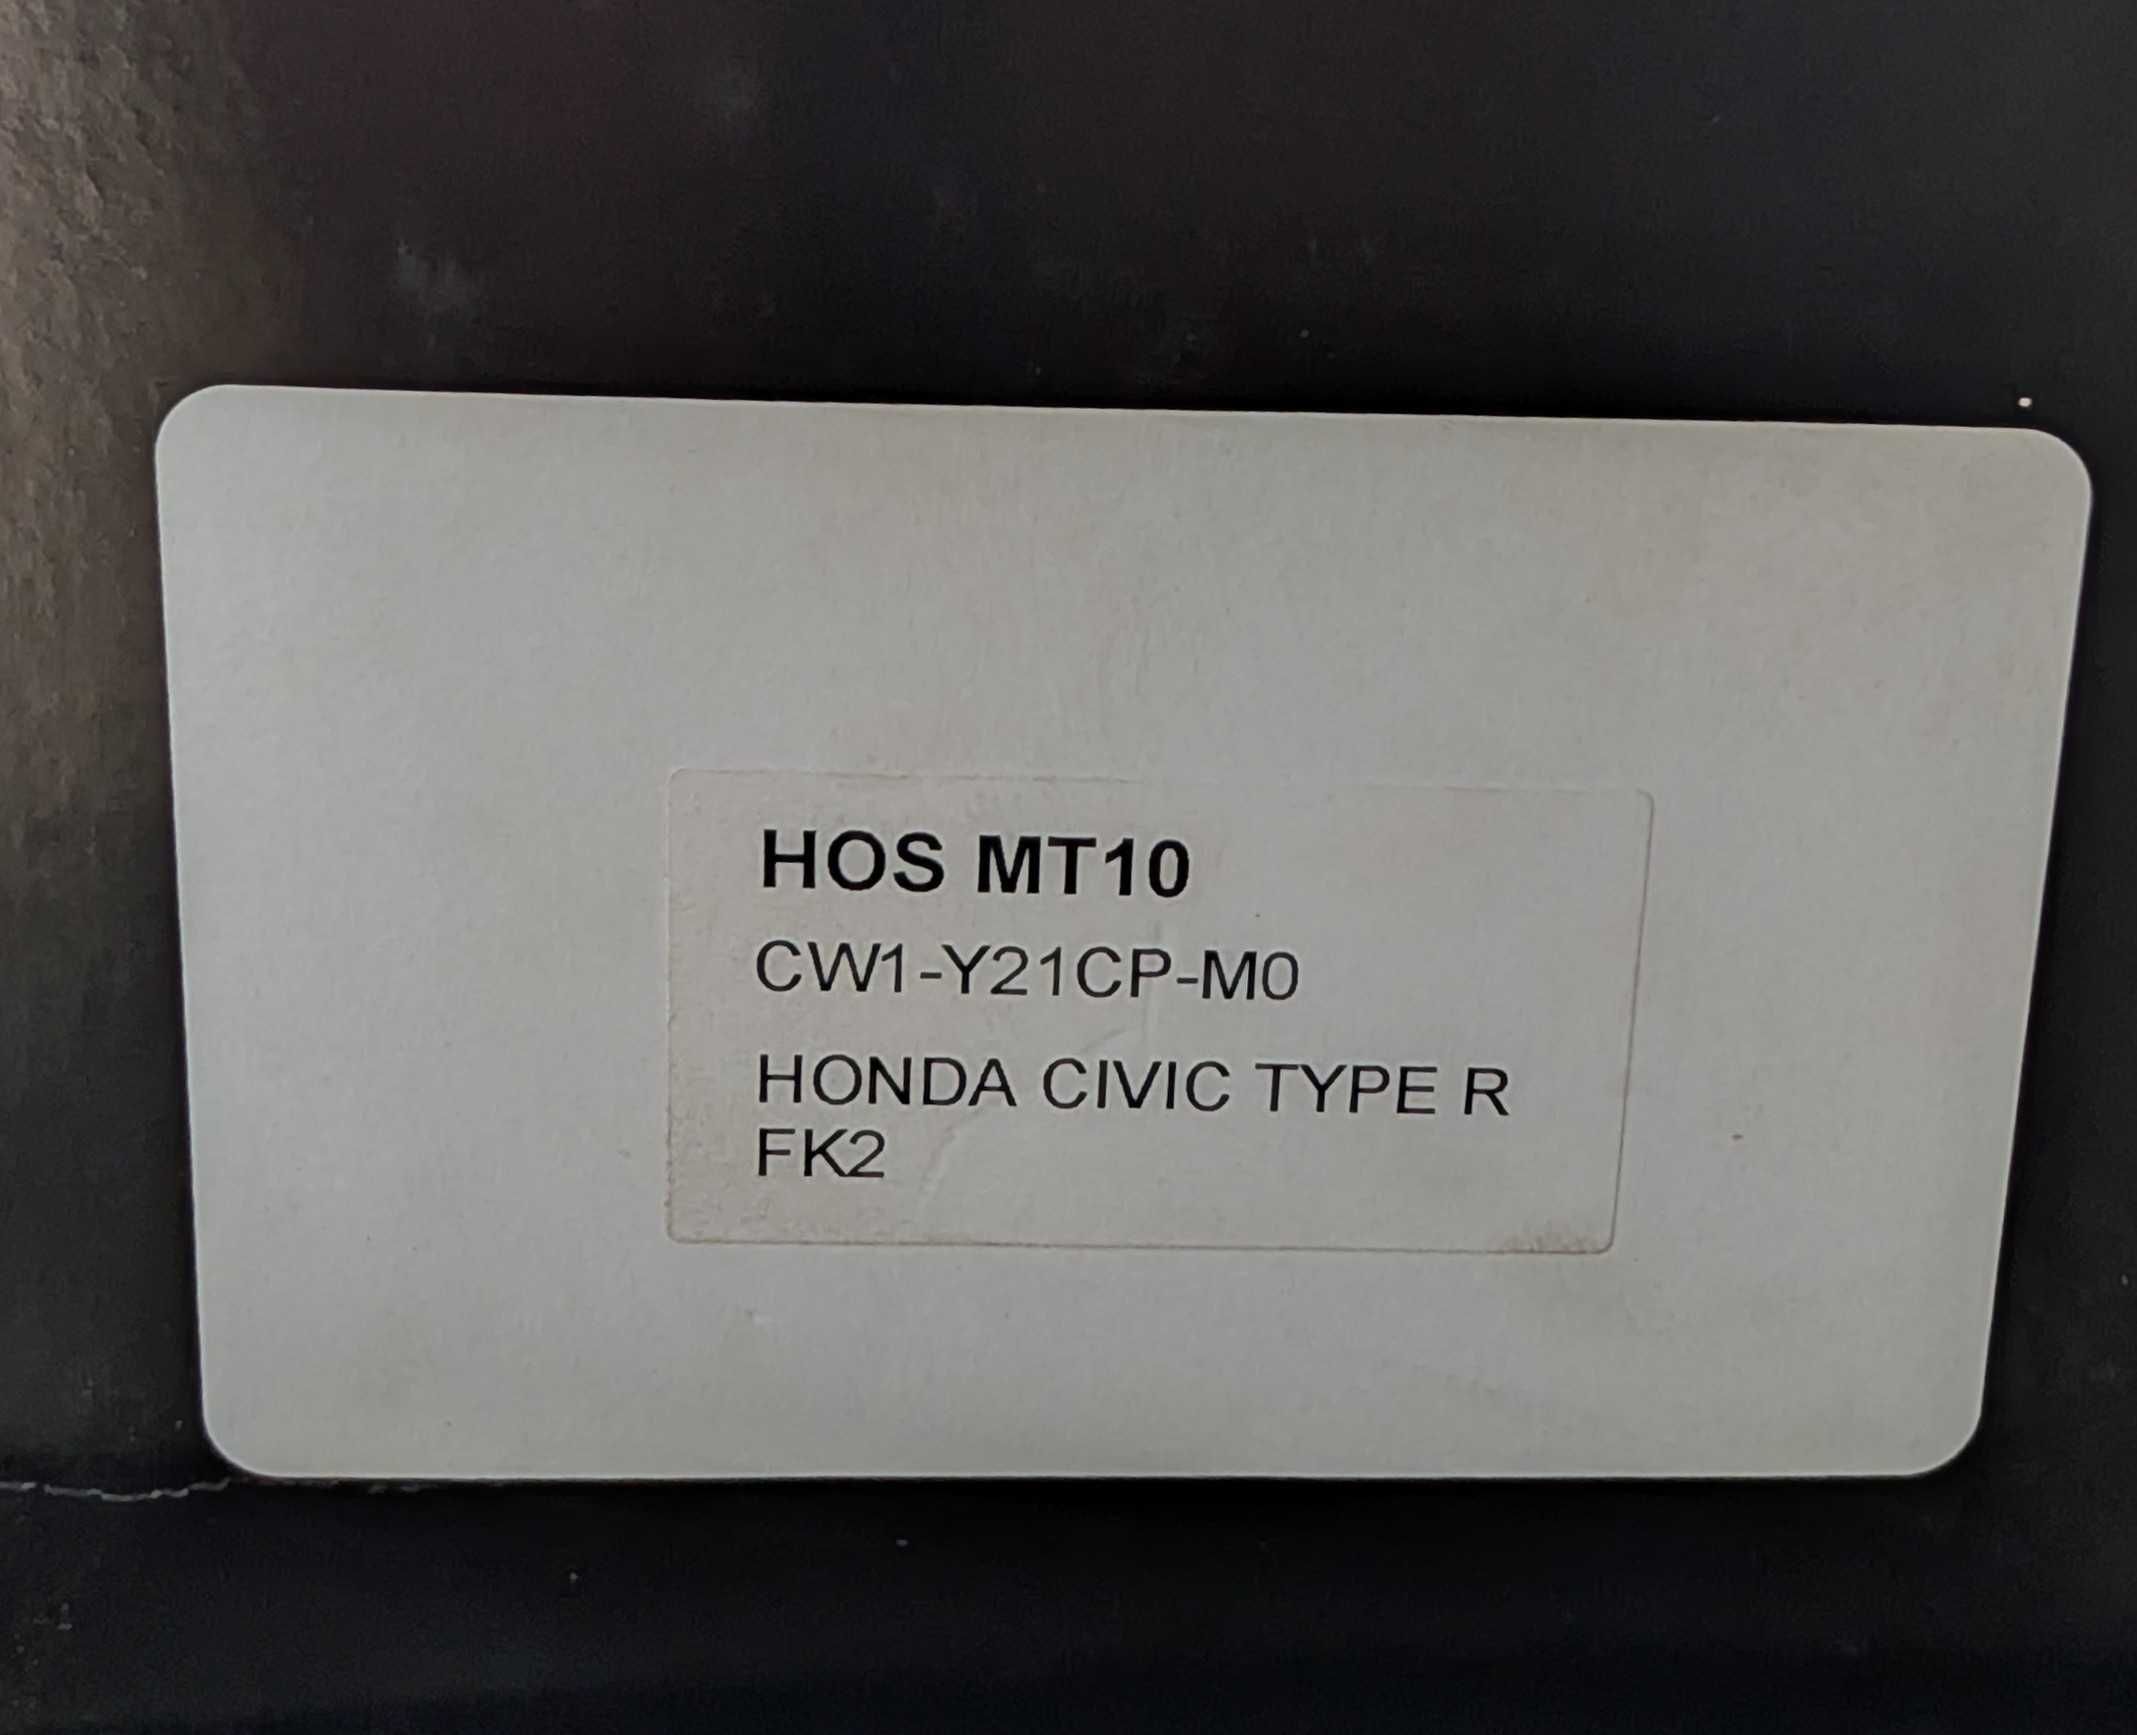 HOS MT10
CW1-Y21CP-M0
HONDA CIVIC TYPE R
FK2